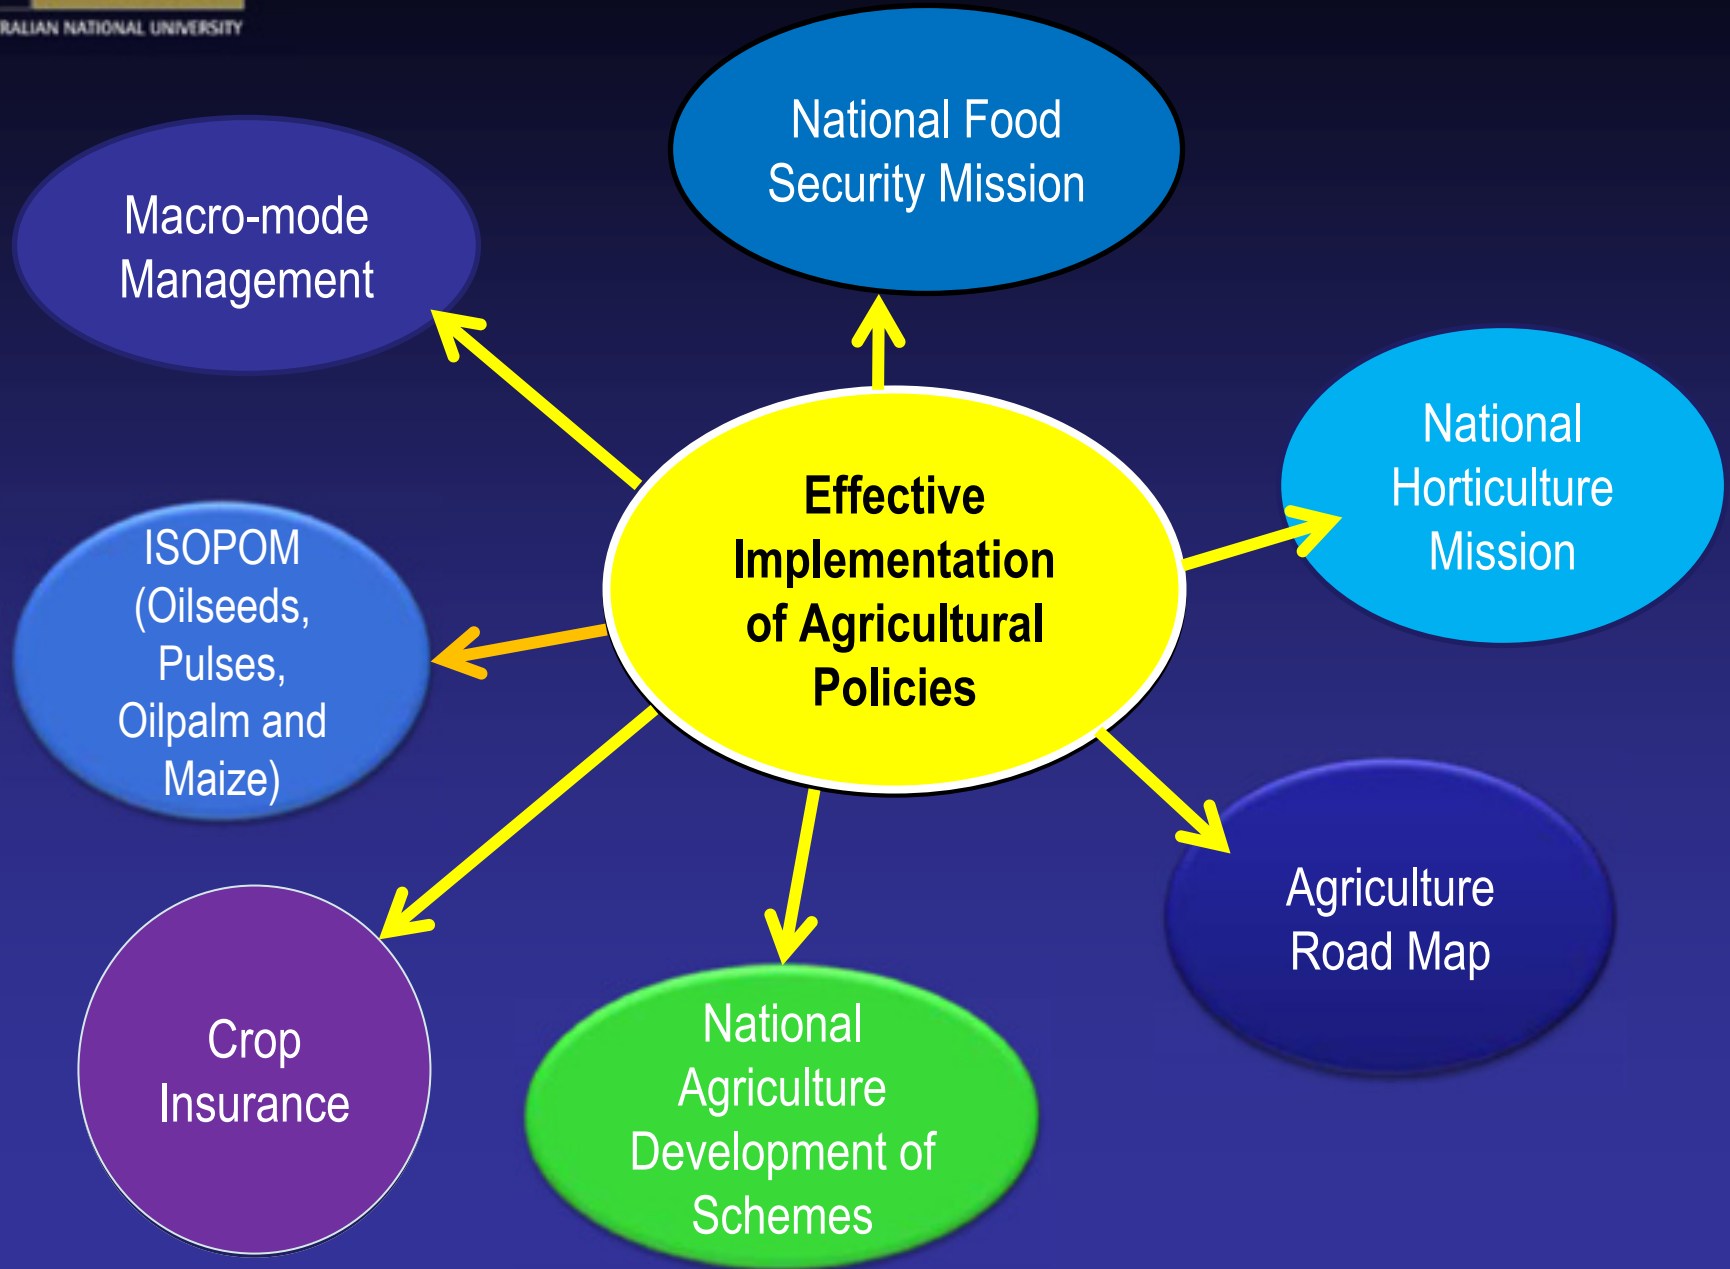 AUSTRALIAN NATIONAL UNIVERSITY
National Food
Security Mission
Macro-mode
Management
National
Horticulture
Mission
Effective
Implementation
of Agricultural
Policies
ISOPOM
(Oilseeds,
Pulses,
Oilpalm and
Maize)
Agriculture
Road Map
Crop
Insurance
National
Agriculture
Development of
Schemes